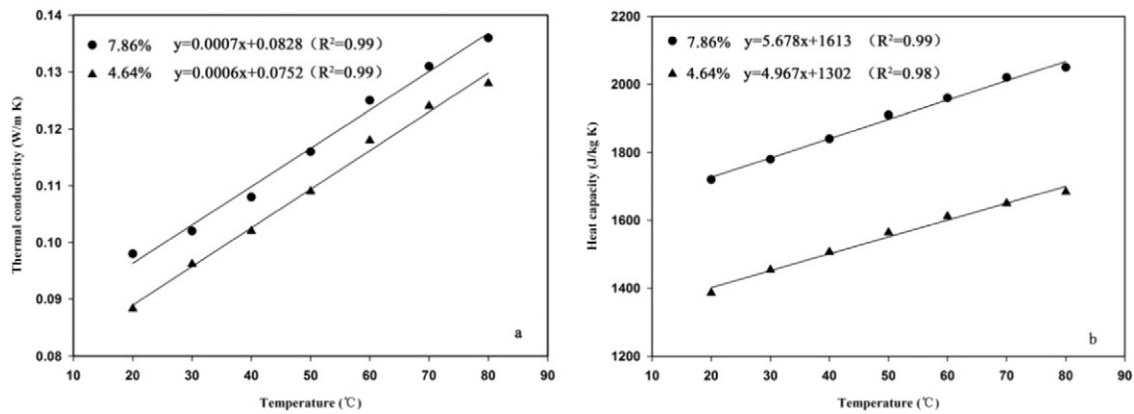 0.14
0.13
0.12
0.11
0.10
0.09
0.08
Thermal conductivity (W/m K)
● 7.86% y=0.0007x+0.0828（R²=0.99）
▲ 4.64% y=0.0006x+0.0752（R²=0.99）
a
10 20 30 40 50 60 70 80 90
Temperature (℃)
2200
2000
1800
1600
1400
1200
Heat capacity (J/kg K)
● 7.86% y=5.678x+1613（R²=0.99）
▲ 4.64% y=4.967x+1302（R²=0.98）
b
10 20 30 40 50 60 70 80 90
Temperature (℃)